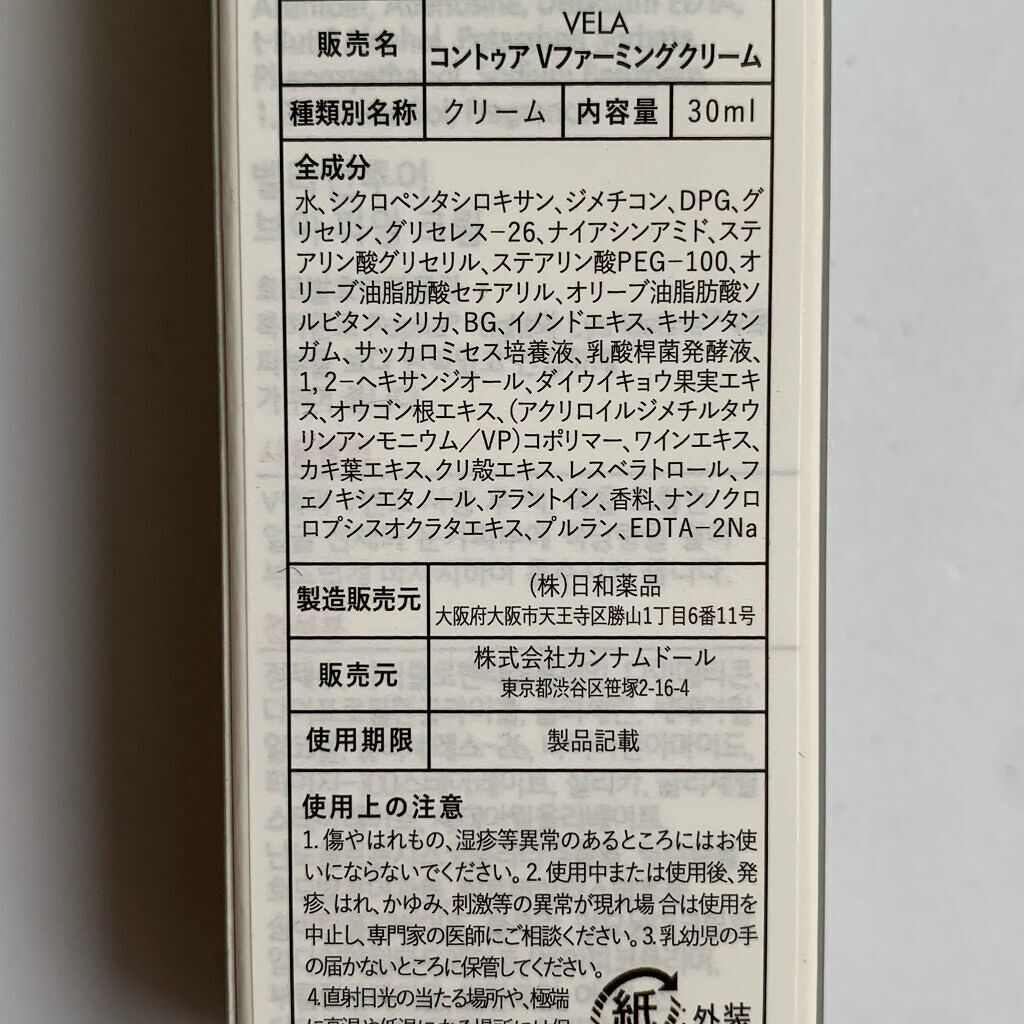 販売名
VELA
コントゥア Vファーミングクリーム
種類別名称 クリーム 内容量 30ml
全成分
水、シクロペンタシロキサン、ジメチコン、DPG、グ
リセリン、グリセレス-26、ナイアシンアミド、ステ
アリン酸グリセリル、ステアリン酸PEG-100、オ
リーブ油脂肪酸セテアリル、オリーブ油脂肪酸ソ
ルビタン、シリカ、BG、イノンドエキス、キサンタン
ガム、サッカロミセス培養液、乳酸桿菌発酵液、
1,2-ヘキサンジオール、ダイウイキョウ果実エキ
ス、オウゴン根エキス、(アクリロイルジメチルタウ
リンアンモニウム/VP)コポリマー、ワインエキス、
カキ葉エキス、クリ殻エキス、レスベラトロール、フ
ェノキシエタノール、アラントイン、香料、ナンノクロ
ロプシスオクラタエキス、プルラン、EDTA-2Na
製造販売元
(株)日和薬品
大阪府大阪市天王寺区勝山1丁目6番11号
販売元
株式会社カンナムドール
東京都渋谷区笹塚2-16-4
使用期限 製品記載
使用上の注意
1.傷やはれもの、湿疹等異常のあるところにはお使
いにならないでください。2.使用中または使用後、発
疹、はれ、かゆみ、刺激等の異常が現れ場 合は使用を
中止し、専門家の医師にご相談ください。3.乳幼児の手
の届かないところに保管してください。
4.直射日光の当たる場所や、極端
に高温や低温になる場所には保
紙
外装